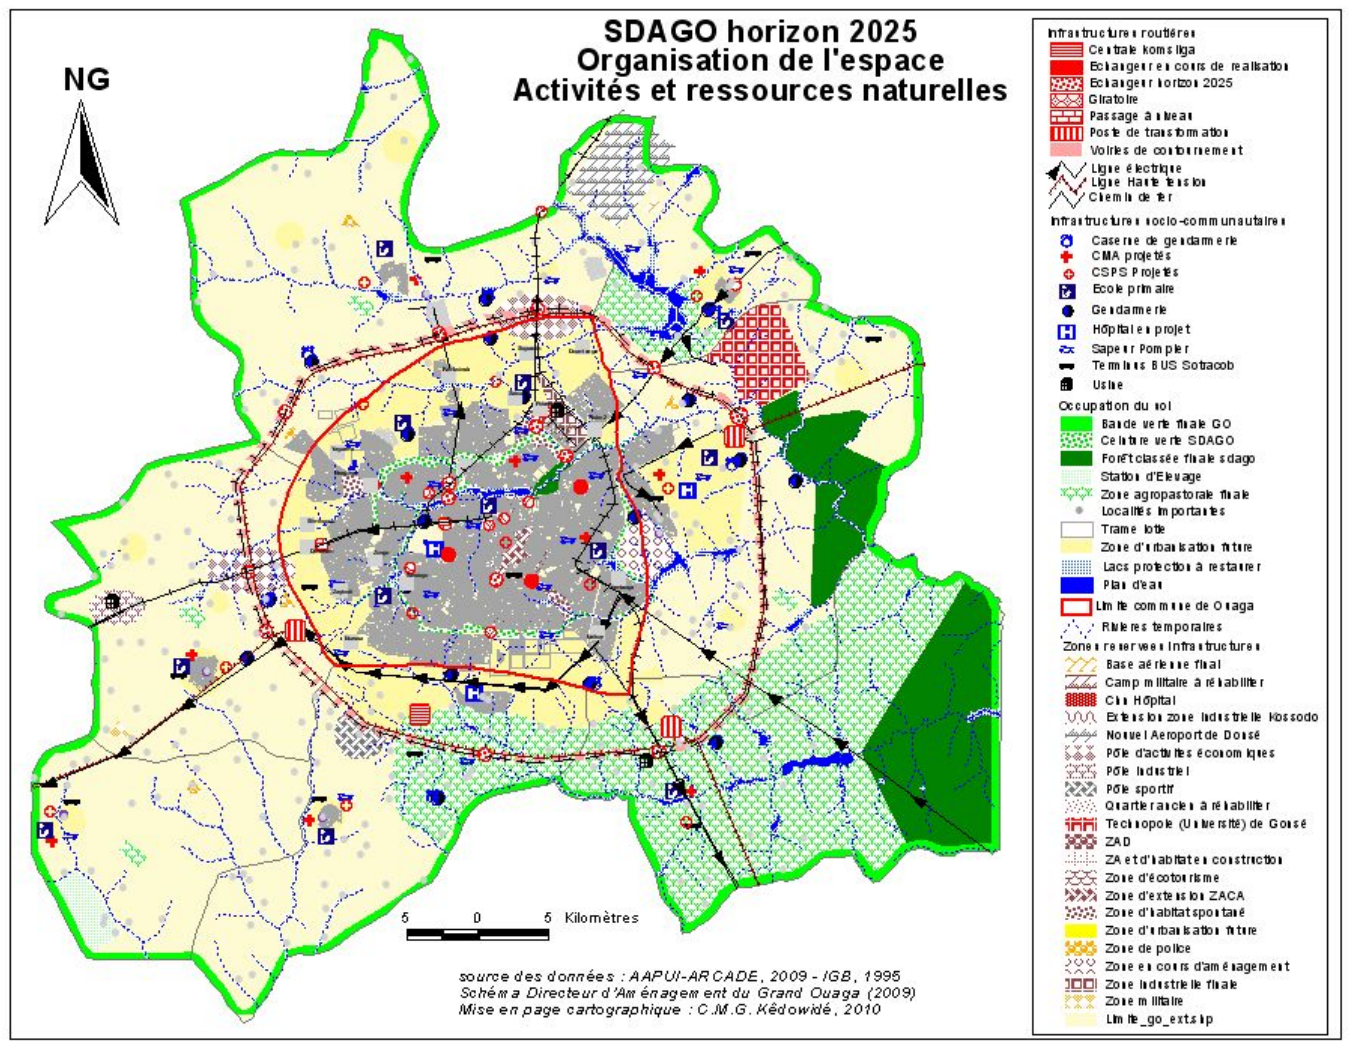 SDAGO horizon 2025
Organisation de l'espace
Activités et ressources naturelles
NG
Infrastructures routières
Centrale komsilga
Echangeur en cours de realisation
Echangeur horizon 2025
Giratoire
Passage à niveau
Poste de transformation
Voiries de contournement
Ligne électrique
Ligne Haute tension
Chemin de fer
Infrastructures socio-communautaires
Caserne de gendarmerie
CMA projetés
CSPS Projetés
Ecole primaire
Gendarmerie
Hôpital en projet
Sapeur Pompier
Terminus BUS Sotracob
Usine
Occupation du sol
Bande verte finale GO
Ceinture verte SDAGO
Forêt classée finale sdago
Station d'Elevage
Zone agropastorale finale
Localités importantes
Trame lotie
Zone d'urbanisation future
Lacs protection à restaurer
Plan d'eau
Limite commune de Ouaga
Rivieres temporaires
Zones reservees infrastructures
Base aérienne final
Camp militaire à réhabiliter
Chu Hôpital
Extension zone industrielle Kossodo
Nouvel Aeroport de Donsé
Pôle d'activites économiques
Pôle industriel
Pôle sportif
Quartier ancien à réhabiliter
Technopole (Université) de Gonsé
ZAD
ZA et d'habitat en construction
Zone d'écotourisme
Zone d'extension ZACA
Zone d'habitat spontané
Zone d'urbanisation future
Zone de police
Zone en cours d'aménagement
Zone industrielle finale
Zone militaire
Limite_go_ext.shp
5 0 5 Kilomètres
source des données : AAPUI-ARCADE, 2009 - IGB, 1995
Schéma Directeur d'Aménagement du Grand Ouaga (2009)
Mise en page cartographique : C.M.G. Kêdowidé, 2010